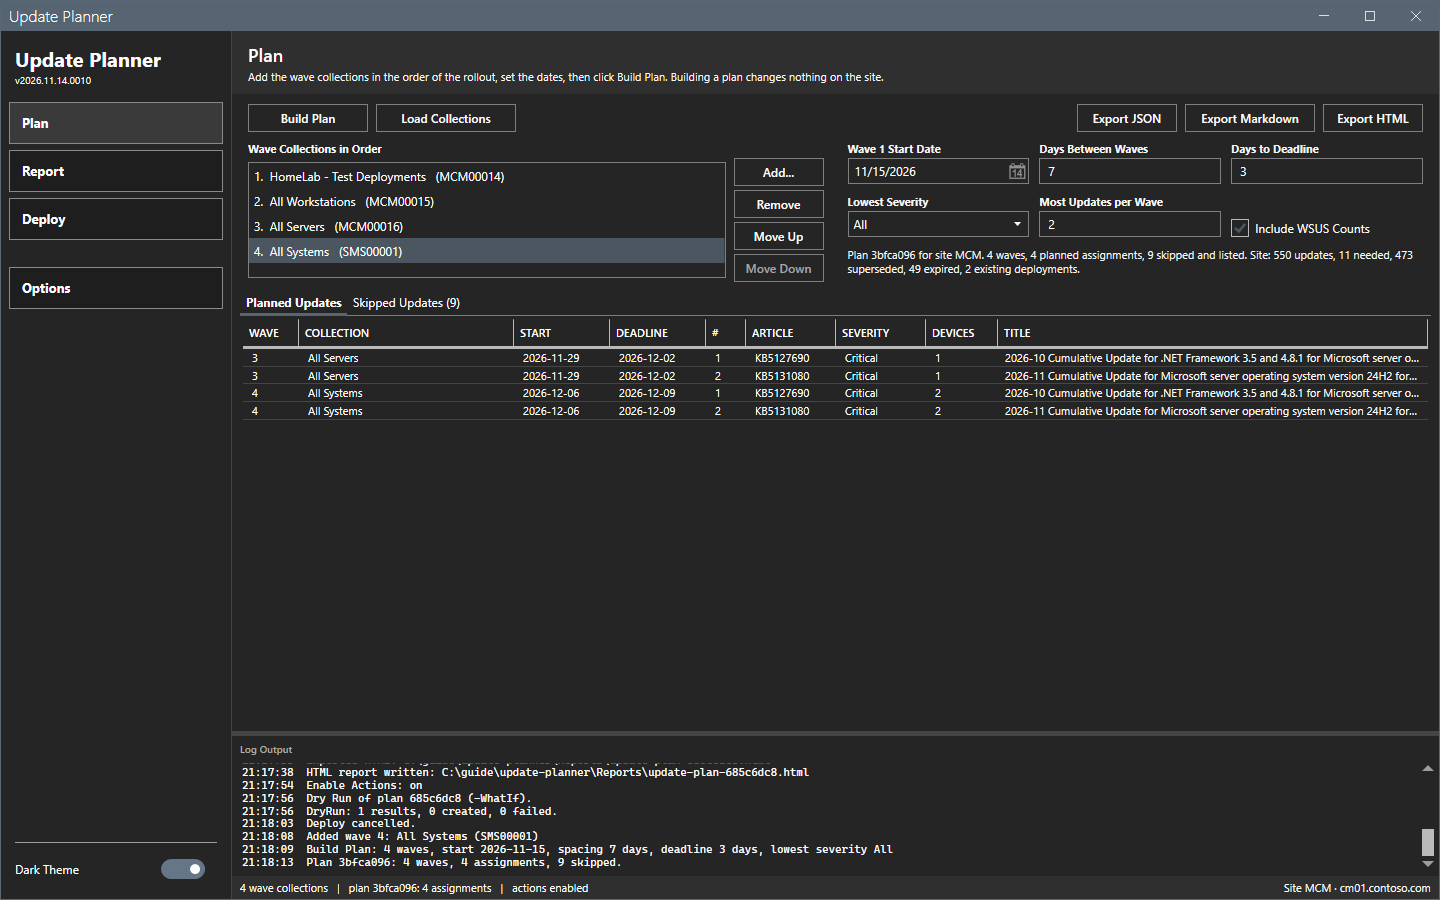 Update Planner
Update Planner
v2026.11.14.0010
Plan
Report
Deploy
Options
Dark Theme
Plan
Add the wave collections in the order of the rollout, set the dates, then click Build Plan. Building a plan changes nothing on the site.
Build Plan
Load Collections
Export JSON
Export Markdown
Export HTML
Wave Collections in Order
1. HomeLab - Test Deployments (MCM00014)
2. All Workstations (MCM00015)
3. All Servers (MCM00016)
4. All Systems (SMS00001)
Add...
Remove
Move Up
Move Down
Wave 1 Start Date
Days Between Waves
Days to Deadline
11/15/2026
14
7
3
Lowest Severity
Most Updates per Wave
All
2
Include WSUS Counts
Plan 3bfca096 for site MCM. 4 waves, 4 planned assignments, 9 skipped and listed. Site: 550 updates, 11 needed, 473
superseded, 49 expired, 2 existing deployments.
Planned Updates
Skipped Updates (9)
WAVE COLLECTION START DEADLINE # ARTICLE SEVERITY DEVICES TITLE
3 All Servers 2026-11-29 2026-12-02 1 KB5127690 Critical 1 2026-10 Cumulative Update for .NET Framework 3.5 and 4.8.1 for Microsoft server o...
3 All Servers 2026-11-29 2026-12-02 2 KB5131080 Critical 1 2026-11 Cumulative Update for Microsoft server operating system version 24H2 for...
4 All Systems 2026-12-06 2026-12-09 1 KB5127690 Critical 2 2026-10 Cumulative Update for .NET Framework 3.5 and 4.8.1 for Microsoft server o...
4 All Systems 2026-12-06 2026-12-09 2 KB5131080 Critical 2 2026-11 Cumulative Update for Microsoft server operating system version 24H2 for...
Log Output
21:17:38 HTML report written: C:\guide\update-planner\Reports\update-plan-685c6dc8.html
21:17:54 Enable Actions: on
21:17:56 Dry Run of plan 685c6dc8 (-WhatIf).
21:17:56 DryRun: 1 results, 0 created, 0 failed.
21:18:03 Deploy cancelled.
21:18:08 Added wave 4: All Systems (SMS00001)
21:18:09 Build Plan: 4 waves, start 2026-11-15, spacing 7 days, deadline 3 days, lowest severity All
21:18:13 Plan 3bfca096: 4 waves, 4 assignments, 9 skipped.
4 wave collections | plan 3bfca096: 4 assignments | actions enabled
Site MCM · cm01.contoso.com